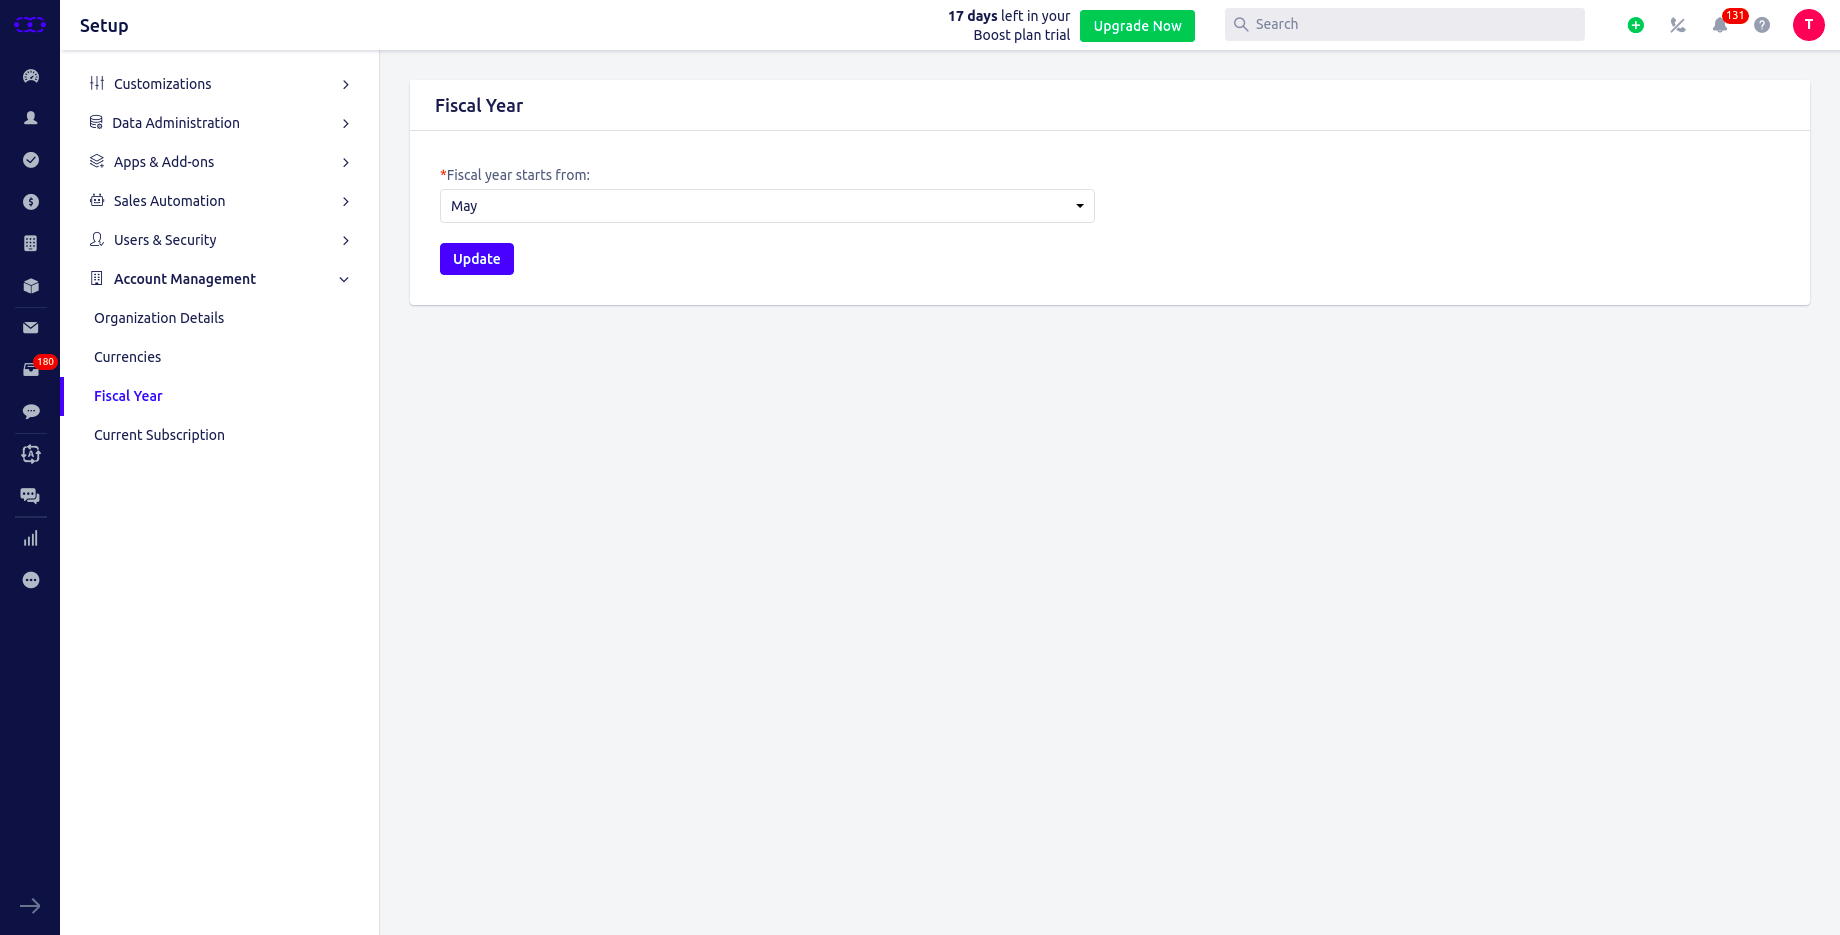 Setup
17 days left in your
Boost plan trial
Upgrade Now
Search
131
?
T
Customizations
Data Administration
Apps & Add-ons
Sales Automation
Users & Security
Account Management
Organization Details
Currencies
Fiscal Year
Current Subscription
$
180
A
Fiscal Year
*Fiscal year starts from:
May
Update